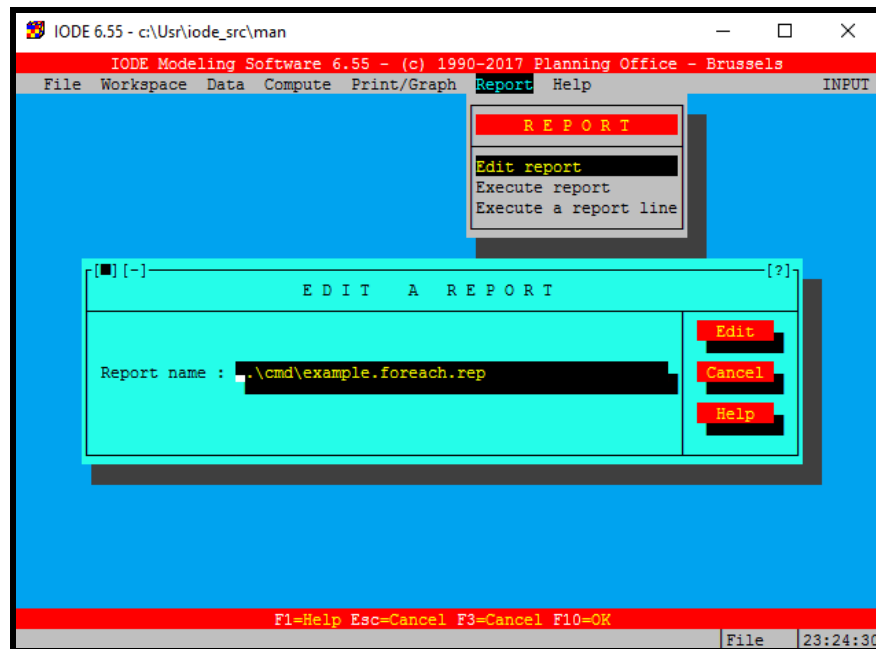 IODE 6.55 - c:\Usr\iode_src\man
IODE Modeling Software 6.55 - (c) 1990-2017 Planning Office - Brussels
File Workspace Data Compute Print/Graph Report Help INPUT
R E P O R T
Edit report
Execute report
Execute a report line
[■][-] [?]
E D I T A R E P O R T
Edit
Report name : .\cmd\example.foreach.rep Cancel
Help
F1=Help Esc=Cancel F3=Cancel F10=OK
File 23:24:30